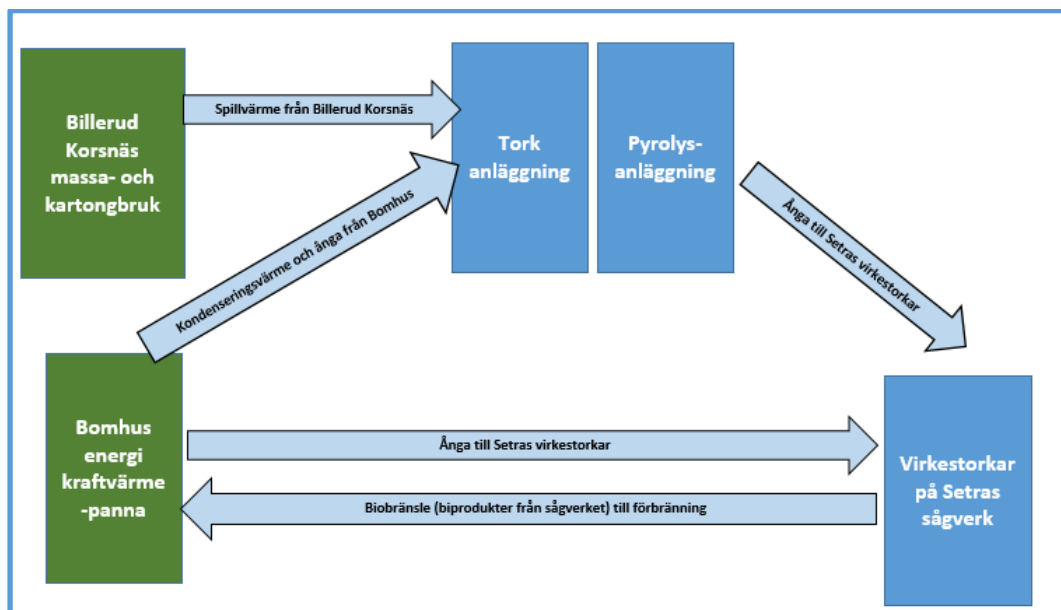 Billerud
Korsnäs
massa- och
kartongbruk
Spillvärme från Billerud Korsnäs
Tork
anläggning
Pyrolys-
anläggning
Kondenseringsvärme och ånga från Bomhus
Ånga till Setras virkestorkar
Bomhus
energi
kraftvärme
-panna
Ånga till Setras virkestorkar
Biobränsle (biprodukter från sågverket) till förbränning
Virkestorkar
på Setras
sågverk